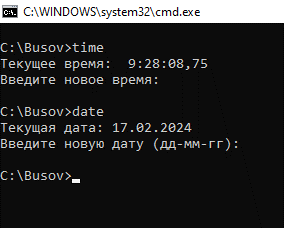 C:\WINDOWS\system32\cmd.exe
C:\Busov>time
Текущее время:  9:28:08,75
Введите новое время:
C:\Busov>date
Текущая дата: 17.02.2024
Введите новую дату (дд-мм-гг):
C:\Busov>